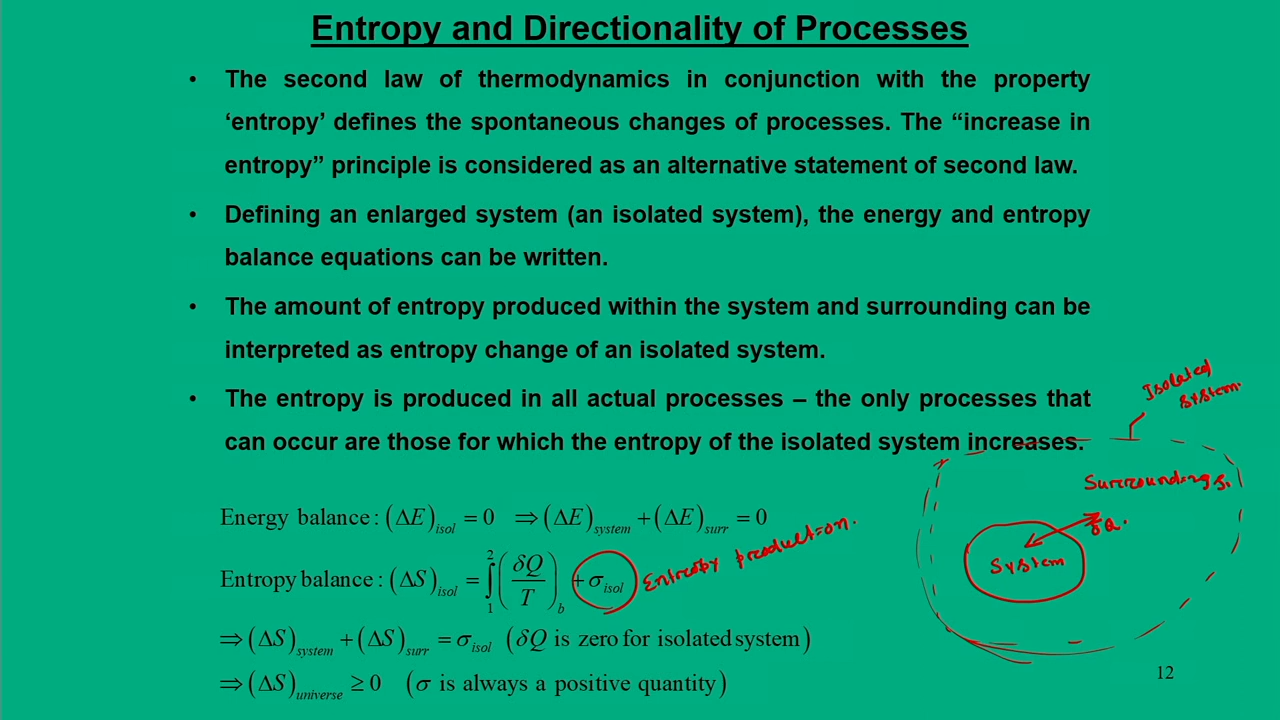 Entropy and Directionality of Processes
• The second law of thermodynamics in conjunction with the property
‘entropy’ defines the spontaneous changes of processes. The “increase in
entropy” principle is considered as an alternative statement of second law.
• Defining an enlarged system (an isolated system), the energy and entropy
balance equations can be written.
• The amount of entropy produced within the system and surrounding can be
interpreted as entropy change of an isolated system.
• The entropy is produced in all actual processes – the only processes that
can occur are those for which the entropy of the isolated system increases.
Energy balance : (ΔE)isol = 0 ⇒ (ΔE)system + (ΔE)surr = 0
Entropy balance : (ΔS)isol = ∫₁² (δQ/T)b + σisol
⇒ (ΔS)system + (ΔS)surr = σisol (δQ is zero for isolated system)
⇒ (ΔS)universe ≥ 0 (σ is always a positive quantity)
Entropy production.
Isolated
system.
Surroundings,
δQ.
System
12